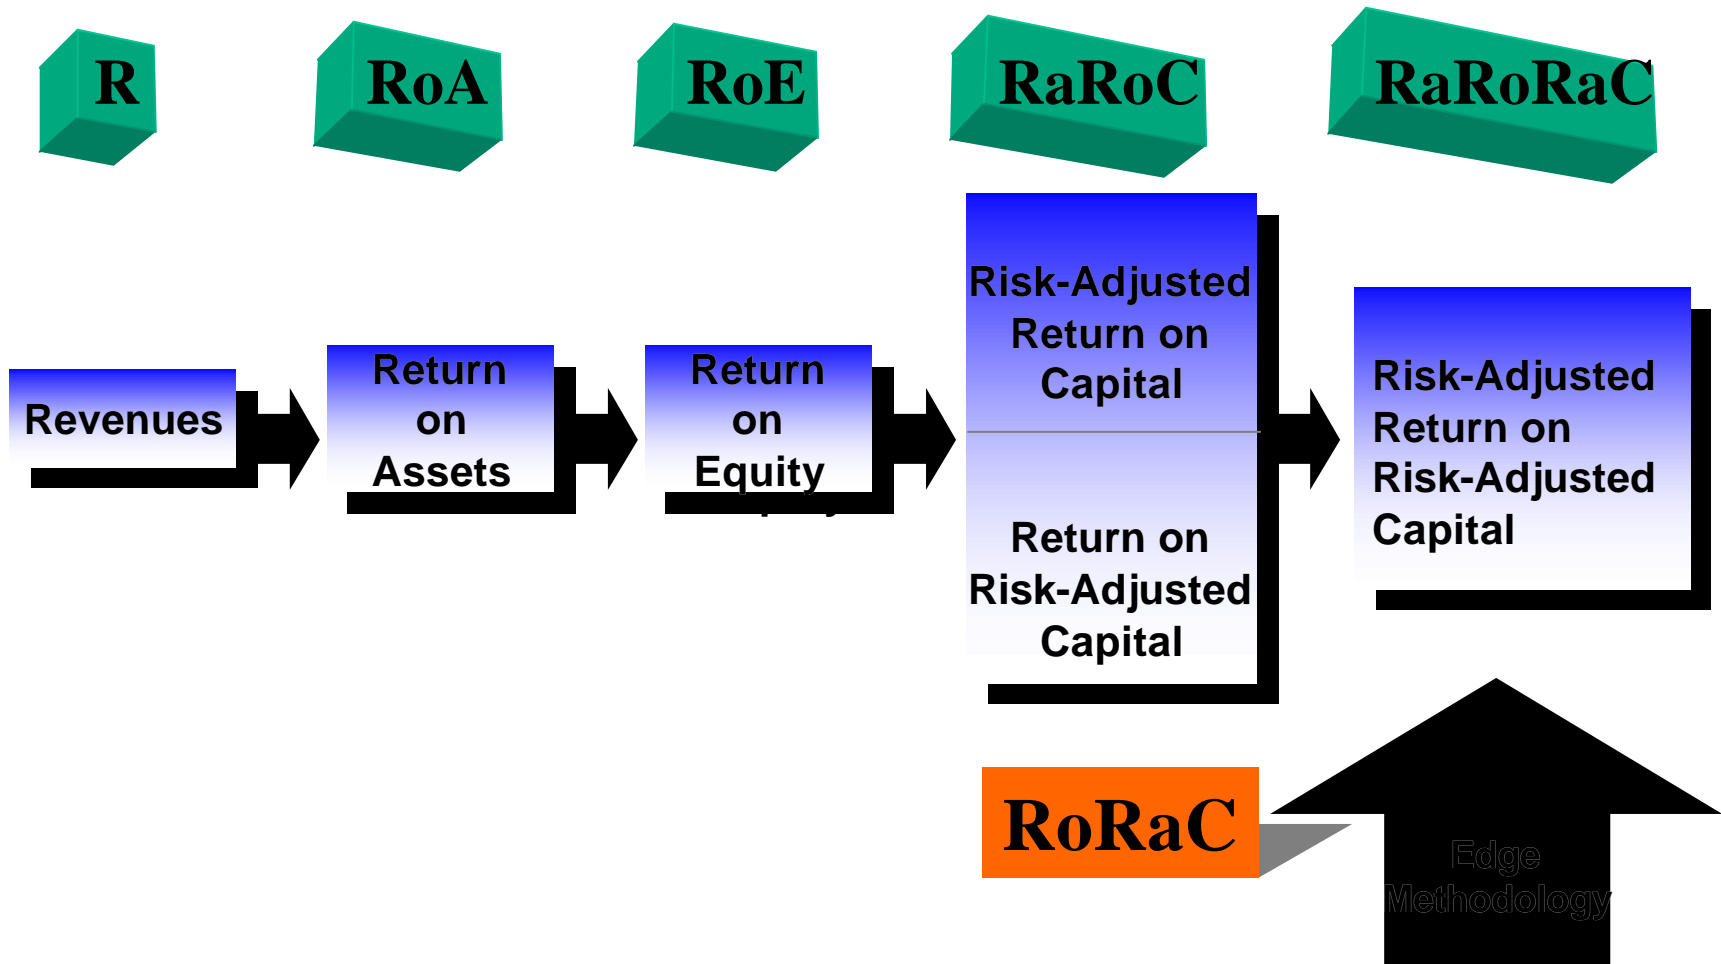 R
RoA
RoE
RaRoC
RaRoRaC
Revenues
Return
on
Assets
Return
on
Equity
Risk-Adjusted
Return on
Capital
Return on
Risk-Adjusted
Capital
Risk-Adjusted
Return on
Risk-Adjusted
Capital
RoRaC
Edge
Methodology